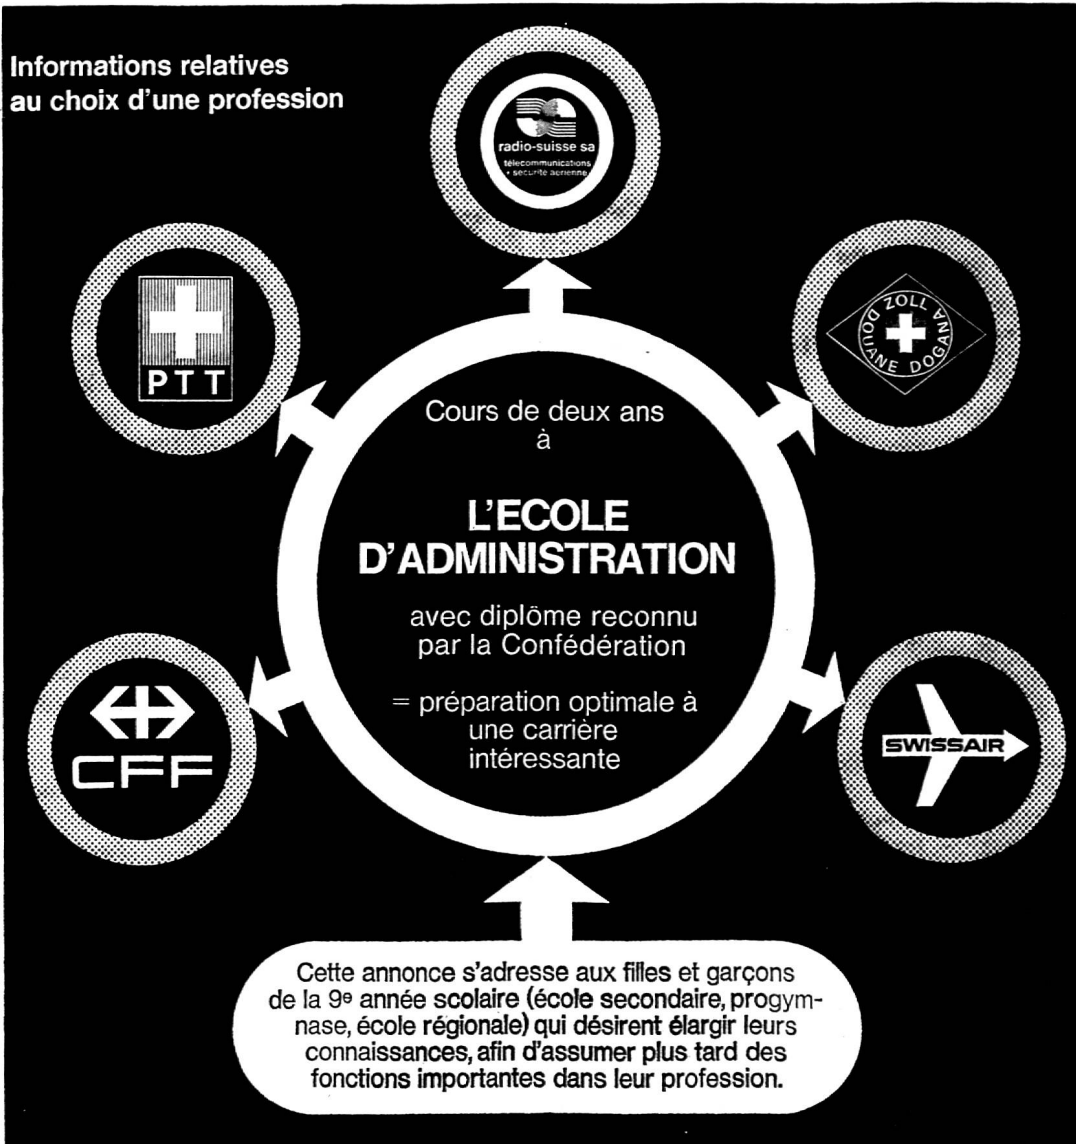 Informations relatives
au choix d'une profession
radio-suisse sa
télécommunications
+ sécurité aérienne
PTT
ZOLL DOUANE DOGANA
Cours de deux ans
à
L'ECOLE
D'ADMINISTRATION
avec diplôme reconnu
par la Confédération
= préparation optimale à
une carrière
intéressante
CFF
SWISSAIR
Cette annonce s'adresse aux filles et garçons
de la 9e année scolaire (école secondaire, progym-
nase, école régionale) qui désirent élargir leurs
connaissances, afin d'assumer plus tard des
fonctions importantes dans leur profession.